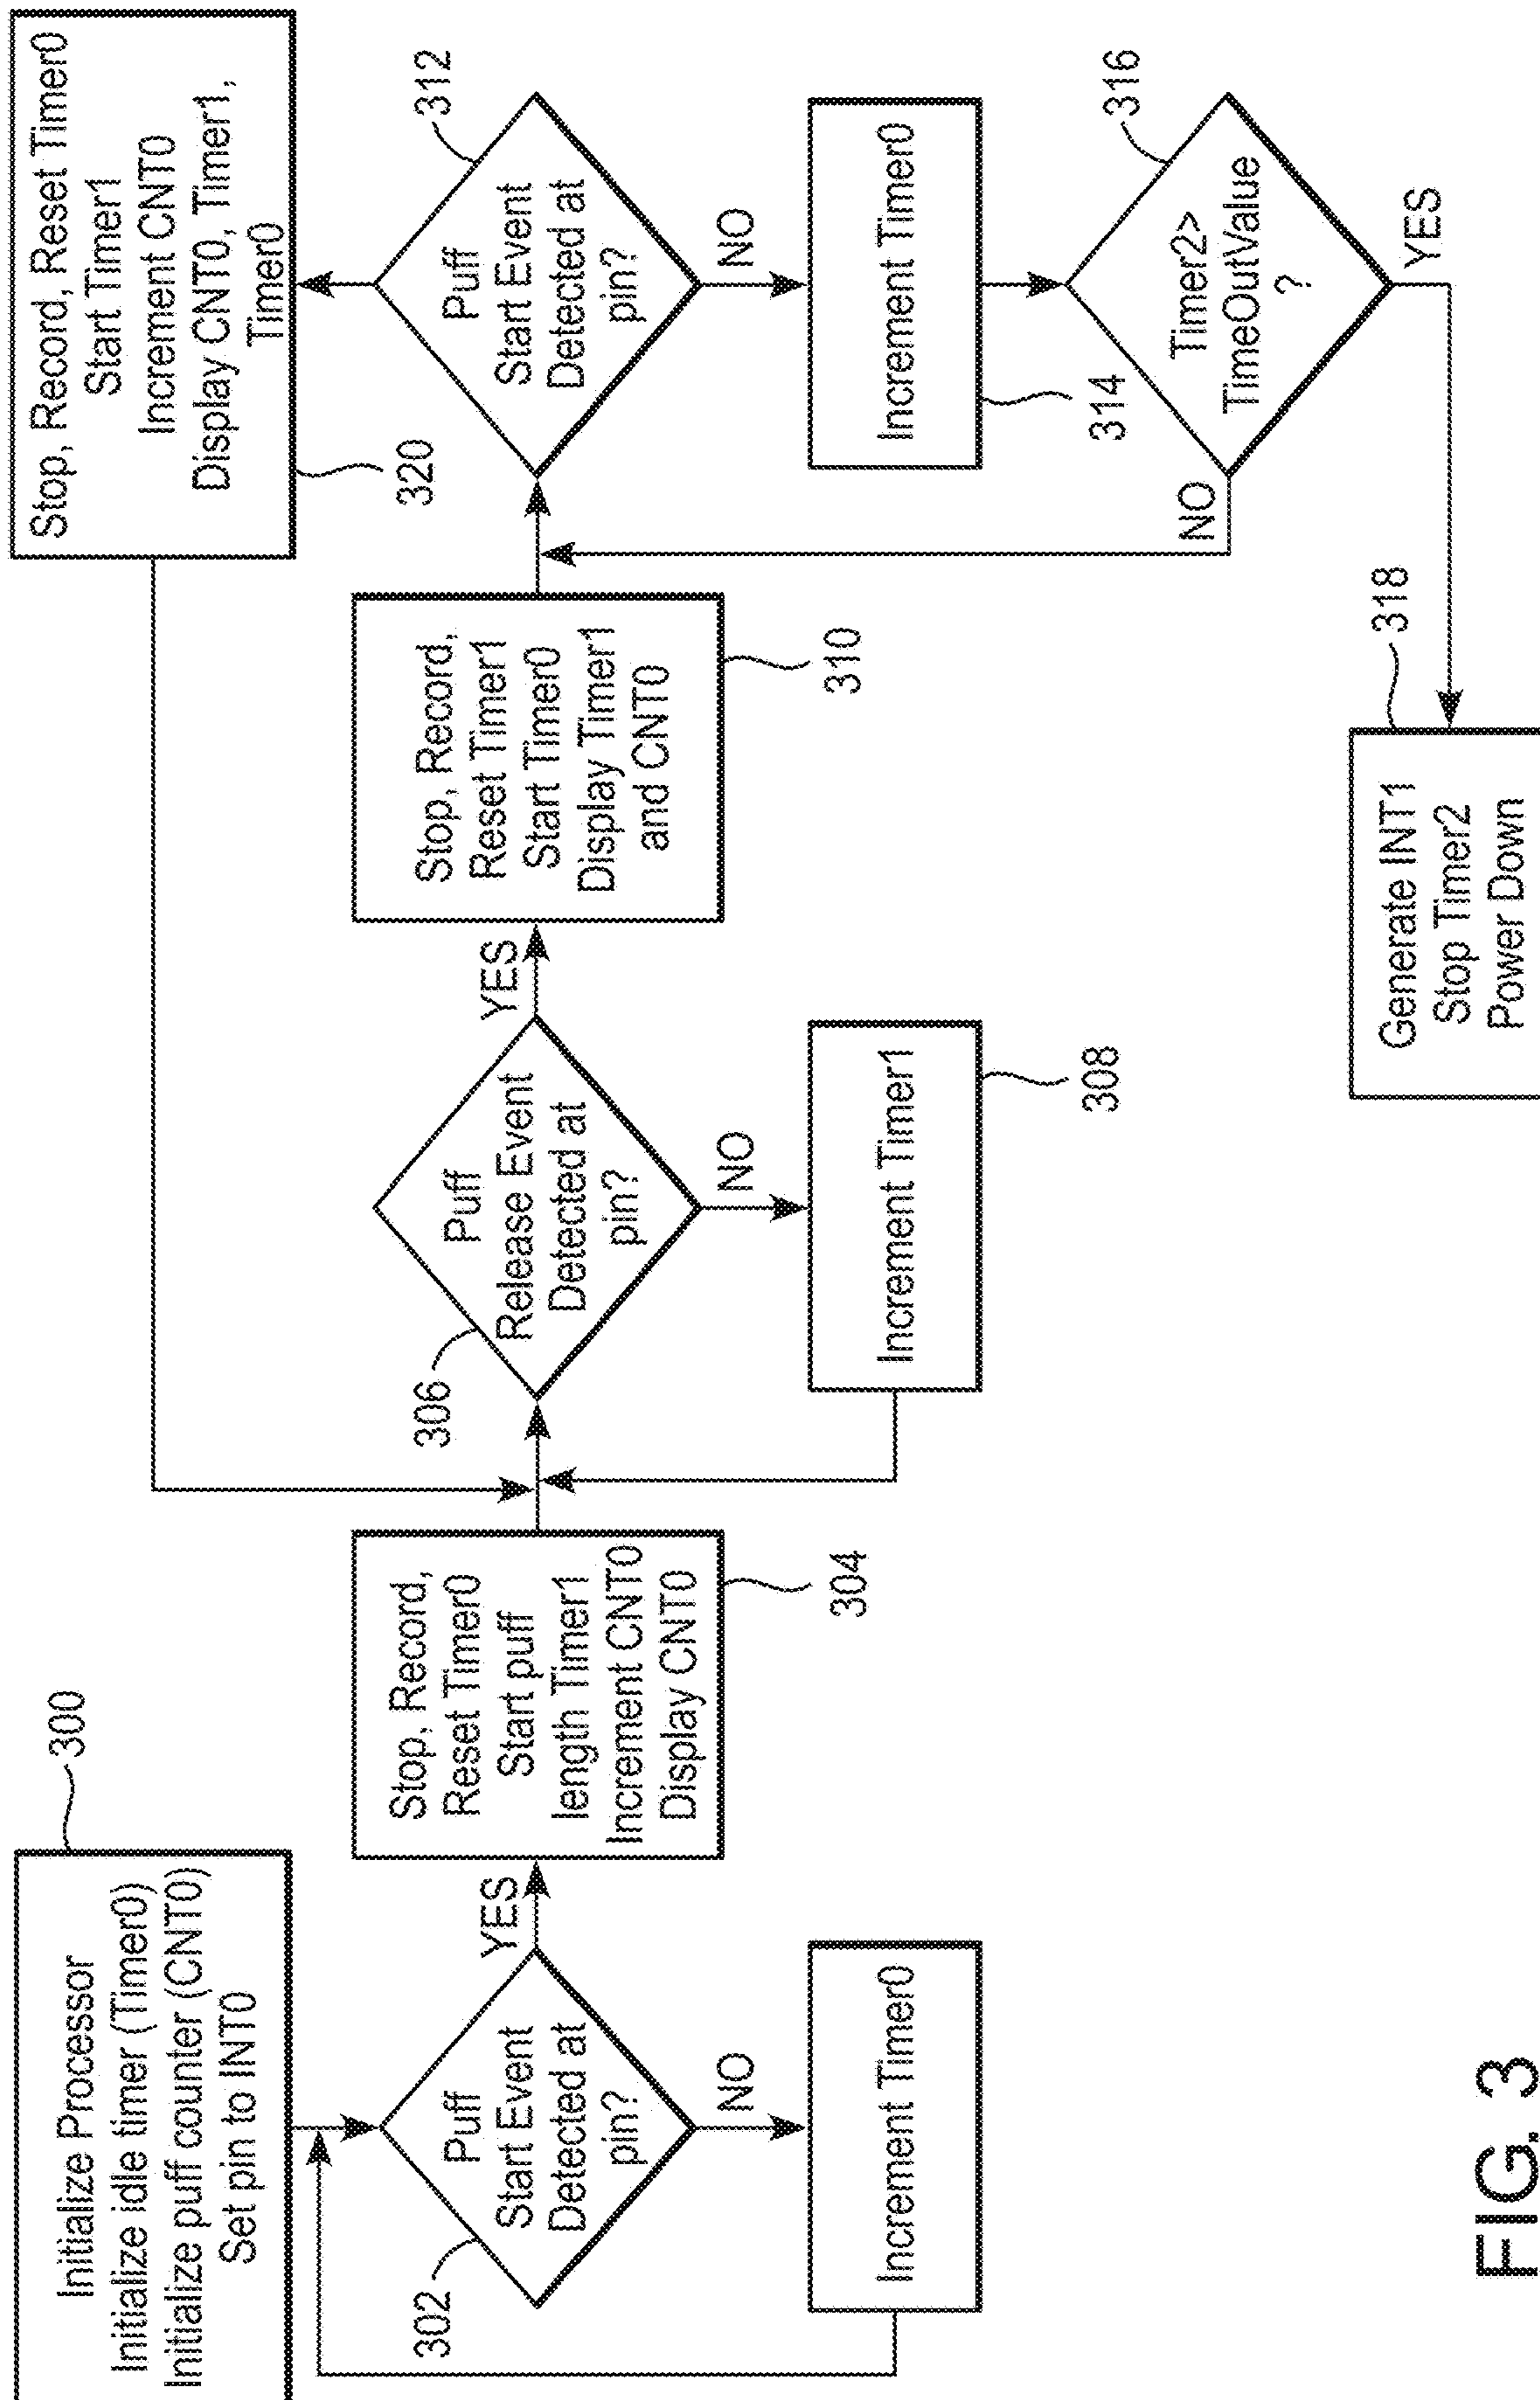 300
Initialize Processor
Initialize idle timer (Timer0)
Initialize puff counter (CNT0)
Set pin to INT0
302
Puff
Start Event
Detected at
pin?
YES
NO
Increment Timer0
304
Stop, Record,
Reset Timer0
Start puff
length Timer1
Increment CNT0
Display CNT0
306
Puff
Release Event
Detected at
pin?
YES
NO
Increment Timer1
308
Stop, Record,
Reset Timer1
Start Timer0
Display Timer1
and CNT0
310
Puff
Start Event
Detected at
pin?
312
NO
Increment Timer0
314
Timer2>
TimeOutValue
?
316
NO
YES
318
Generate INT1
Stop Timer2
Power Down
Stop, Record, Reset Timer0
Start Timer1
Increment CNT0
Display CNT0, Timer1,
Timer0
320
FIG. 3